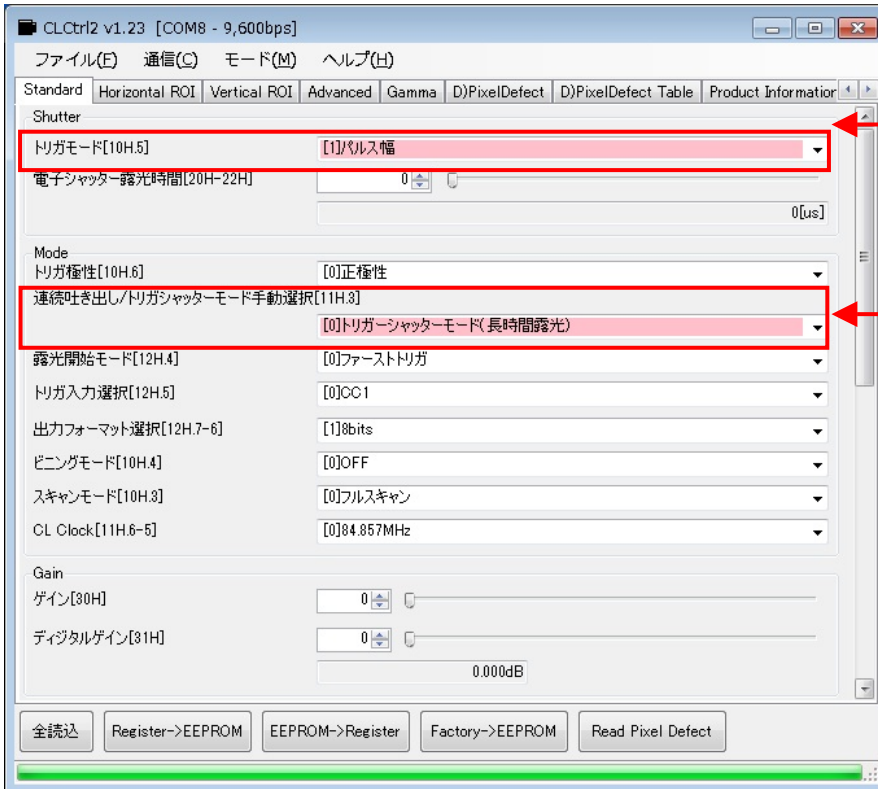 CLCtrl2 v1.23 [COM8 - 9,600bps]
ファイル(F) 通信(C) モード(M) ヘルプ(H)
Standard Horizontal ROI Vertical ROI Advanced Gamma D)PixelDefect D)PixelDefect Table Product Information
Shutter
トリガモード[10H.5] [1]パルス幅
電子シャッター露光時間[20H-22H] 0
0[us]
Mode
トリガ極性[10H.6] [0]正極性
連続吐き出し/トリガシャッターモード手動選択[11H.3]
[0]トリガーシャッターモード(長時間露光)
露光開始モード[12H.4] [0]ファーストトリガ
トリガ入力選択[12H.5] [0]CC1
出力フォーマット選択[12H.7-6] [1]8bits
ビニングモード[10H.4] [0]OFF
スキャンモード[10H.3] [0]フルスキャン
CL Clock[11H.6-5] [0]84.857MHz
Gain
ゲイン[30H] 0
ディジタルゲイン[31H] 0
0.000dB
全読込 Register->EEPROM EEPROM->Register Factory->EEPROM Read Pixel Defect